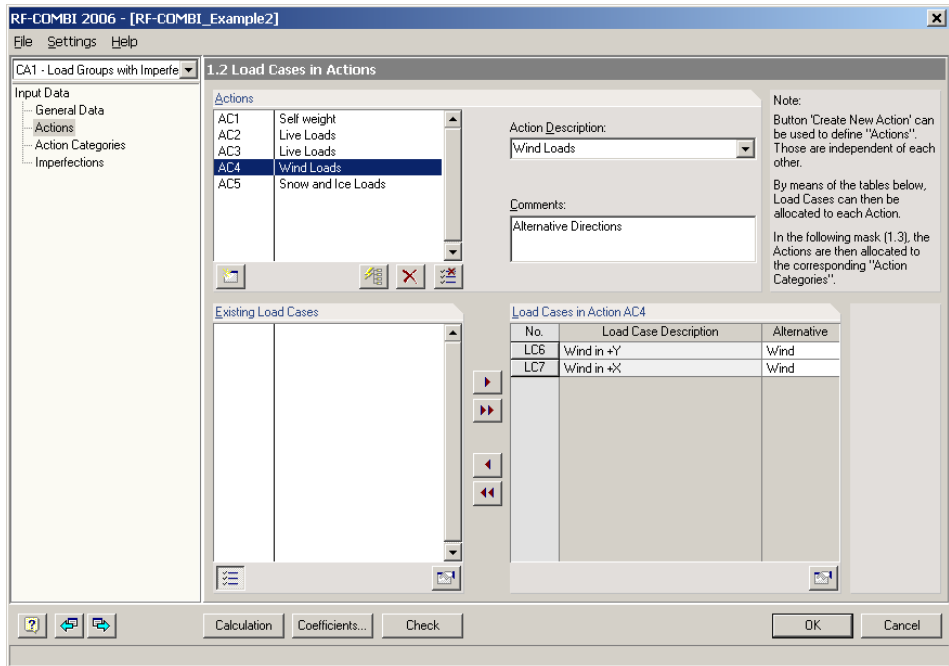 RF-COMBI 2006 - [RF-COMBI_Example2]
File Settings Help
CA1 - Load Groups with Imperfe
1.2 Load Cases in Actions
Input Data
General Data
Actions
Action Categories
Imperfections
Actions
AC1 Self weight
AC2 Live Loads
AC3 Live Loads
AC4 Wind Loads
AC5 Snow and Ice Loads
Action Description:
Wind Loads
Comments:
Alternative Directions
Note:
Button 'Create New Action' can
be used to define "Actions".
Those are independent of each
other.
By means of the tables below,
Load Cases can then be
allocated to each Action.
In the following mask (1.3), the
Actions are then allocated to
the corresponding "Action
Categories".
Existing Load Cases
Load Cases in Action AC4
No. Load Case Description Alternative
LC6 Wind in +Y Wind
LC7 Wind in +X Wind
Calculation Coefficients... Check OK Cancel